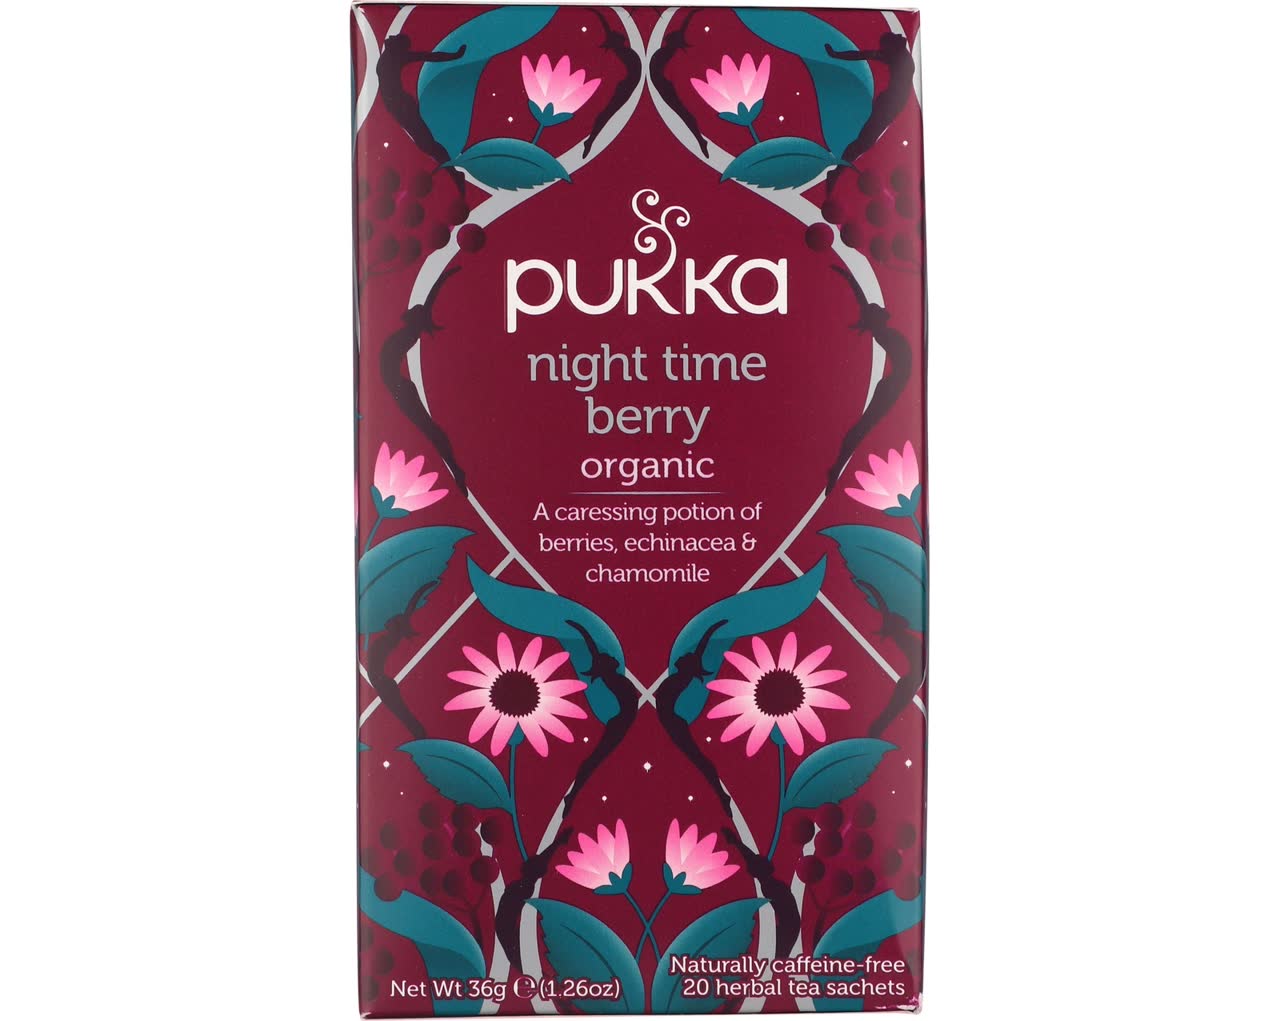 pukka
night time
berry
organic
A caressing potion of
berries, echinacea &
chamomile
Naturally caffeine-free
Net Wt 36g ℮ (1.26oz)
20 herbal tea sachets